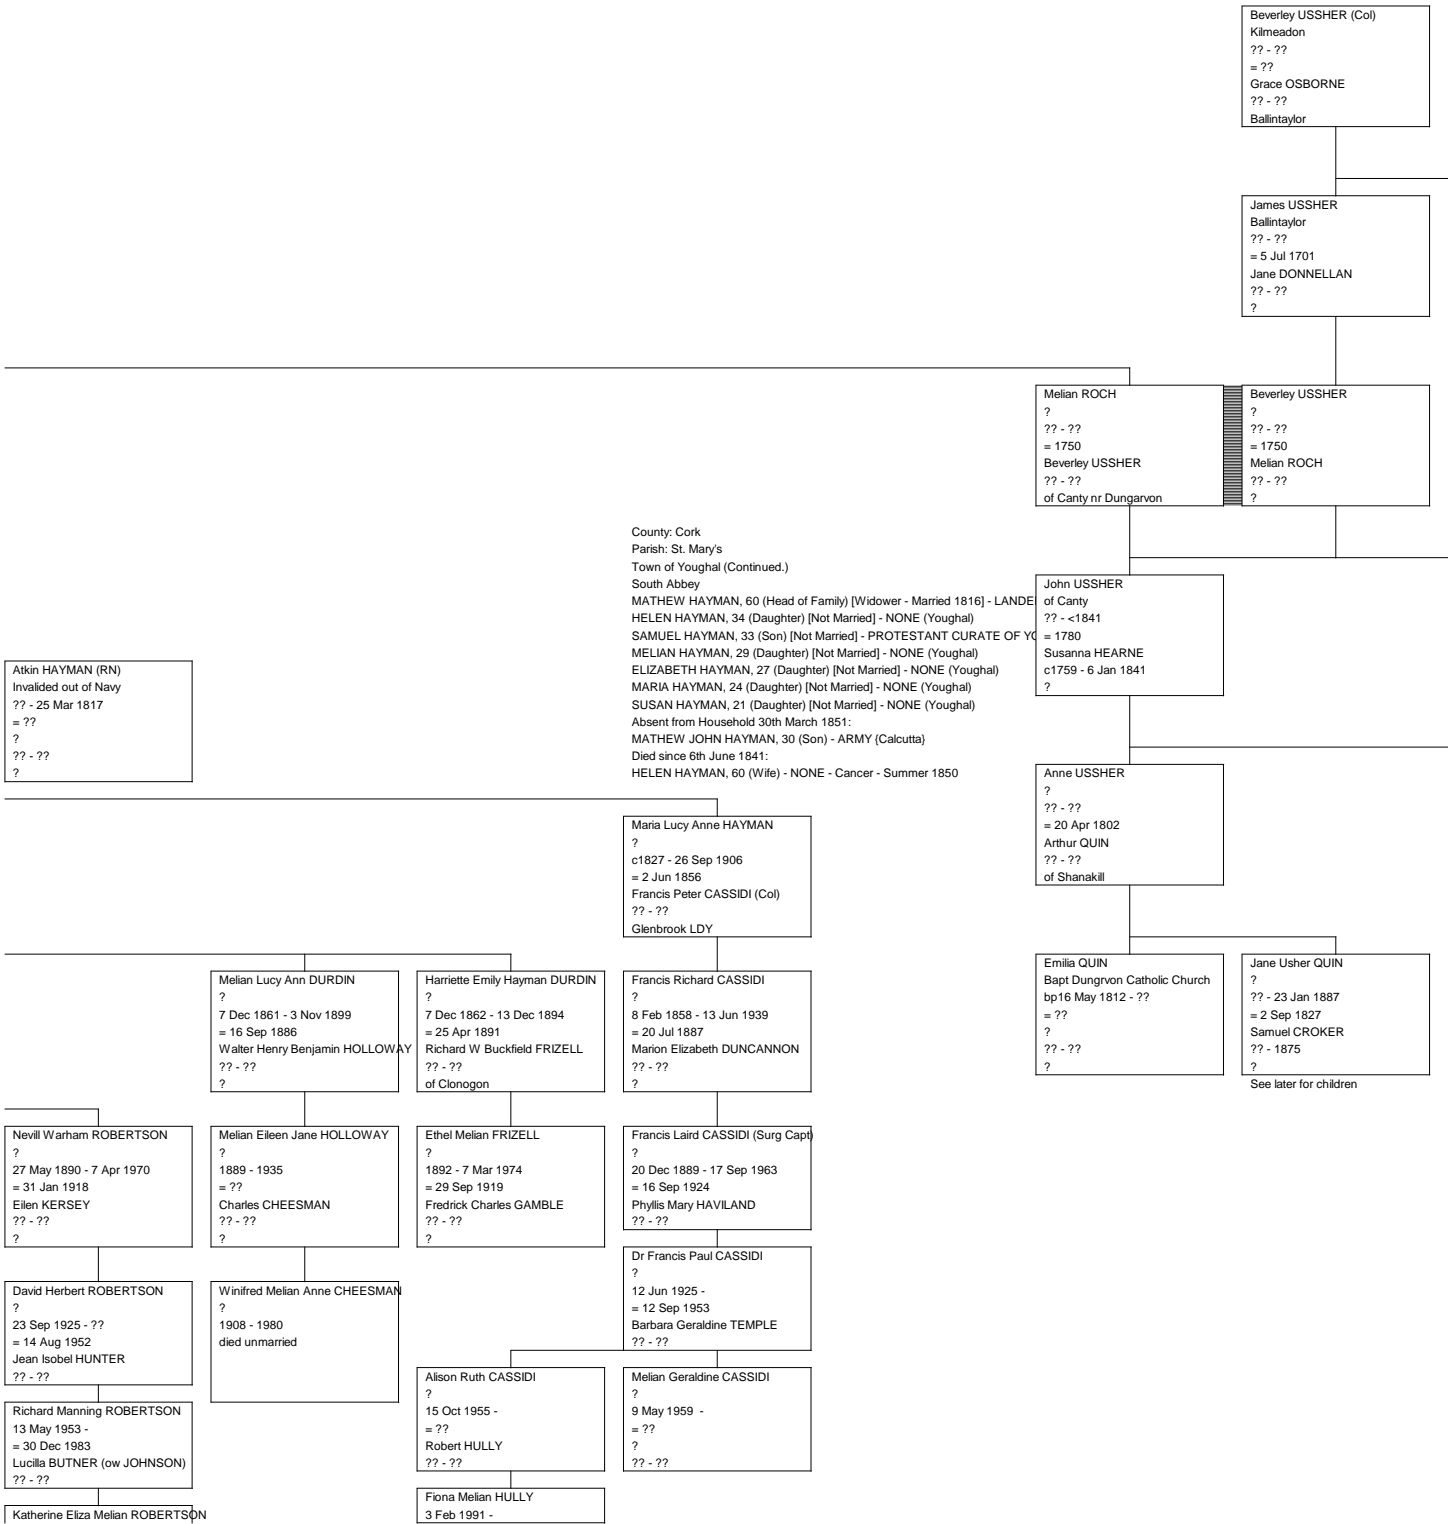 Beverley USSHER (Col)
Kilmeadon
?? - ??
= ??
Grace OSBORNE
?? - ??
Ballintaylor
James USSHER
Ballintaylor
?? - ??
= 5 Jul 1701
Jane DONNELLAN
?? - ??
?
Melian ROCH
?
?? - ??
= 1750
Beverley USSHER
?? - ??
of Canty nr Dungarvon
Beverley USSHER
?
?? - ??
= 1750
Melian ROCH
?? - ??
?
County: Cork
Parish: St. Mary's
Town of Youghal (Continued.)
South Abbey
MATHEW HAYMAN, 60 (Head of Family) [Widower - Married 1816] - LANDE
HELEN HAYMAN, 34 (Daughter) [Not Married] - NONE (Youghal)
SAMUEL HAYMAN, 33 (Son) [Not Married] - PROTESTANT CURATE OF YO
MELIAN HAYMAN, 29 (Daughter) [Not Married] - NONE (Youghal)
ELIZABETH HAYMAN, 27 (Daughter) [Not Married] - NONE (Youghal)
MARIA HAYMAN, 24 (Daughter) [Not Married] - NONE (Youghal)
SUSAN HAYMAN, 21 (Daughter) [Not Married] - NONE (Youghal)
Absent from Household 30th March 1851:
MATHEW JOHN HAYMAN, 30 (Son) - ARMY {Calcutta}
Died since 6th June 1841:
HELEN HAYMAN, 60 (Wife) - NONE - Cancer - Summer 1850
John USSHER
of Canty
?? - <1841
= 1780
Susanna HEARNE
c1759 - 6 Jan 1841
?
Atkin HAYMAN (RN)
Invalided out of Navy
?? - 25 Mar 1817
= ??
?
?? - ??
?
Anne USSHER
?
?? - ??
= 20 Apr 1802
Arthur QUIN
?? - ??
of Shanakill
Maria Lucy Anne HAYMAN
?
c1827 - 26 Sep 1906
= 2 Jun 1856
Francis Peter CASSIDI (Col)
?? - ??
Glenbrook LDY
Melian Lucy Ann DURDIN
?
7 Dec 1861 - 3 Nov 1899
= 16 Sep 1886
Walter Henry Benjamin HOLLOWAY
?? - ??
?
Harriette Emily Hayman DURDIN
?
7 Dec 1862 - 13 Dec 1894
= 25 Apr 1891
Richard W Buckfield FRIZELL
?? - ??
of Clonogon
Francis Richard CASSIDI
?
8 Feb 1858 - 13 Jun 1939
= 20 Jul 1887
Marion Elizabeth DUNCANNON
?? - ??
?
Emilia QUIN
Bapt Dungrvon Catholic Church
bp16 May 1812 - ??
= ??
?
?? - ??
?
Jane Usher QUIN
?
?? - 23 Jan 1887
= 2 Sep 1827
Samuel CROKER
?? - 1875
?
See later for children
Nevill Warham ROBERTSON
?
27 May 1890 - 7 Apr 1970
= 31 Jan 1918
Eilen KERSEY
?? - ??
?
Melian Eileen Jane HOLLOWAY
?
1889 - 1935
= ??
Charles CHEESMAN
?? - ??
?
Ethel Melian FRIZELL
?
1892 - 7 Mar 1974
= 29 Sep 1919
Fredrick Charles GAMBLE
?? - ??
?
Francis Laird CASSIDI (Surg Capt)
?
20 Dec 1889 - 17 Sep 1963
= 16 Sep 1924
Phyllis Mary HAVILAND
?? - ??
Dr Francis Paul CASSIDI
?
12 Jun 1925 -
= 12 Sep 1953
Barbara Geraldine TEMPLE
?? - ??
David Herbert ROBERTSON
?
23 Sep 1925 - ??
= 14 Aug 1952
Jean Isobel HUNTER
?? - ??
Winifred Melian Anne CHEESMAN
?
1908 - 1980
died unmarried
Alison Ruth CASSIDI
?
15 Oct 1955 -
= ??
Robert HULLY
?? - ??
Melian Geraldine CASSIDI
?
9 May 1959 -
= ??
?
?? - ??
Richard Manning ROBERTSON
13 May 1953 -
= 30 Dec 1983
Lucilla BUTNER (ow JOHNSON)
?? - ??
Fiona Melian HULLY
3 Feb 1991 -
Katherine Eliza Melian ROBERTSON